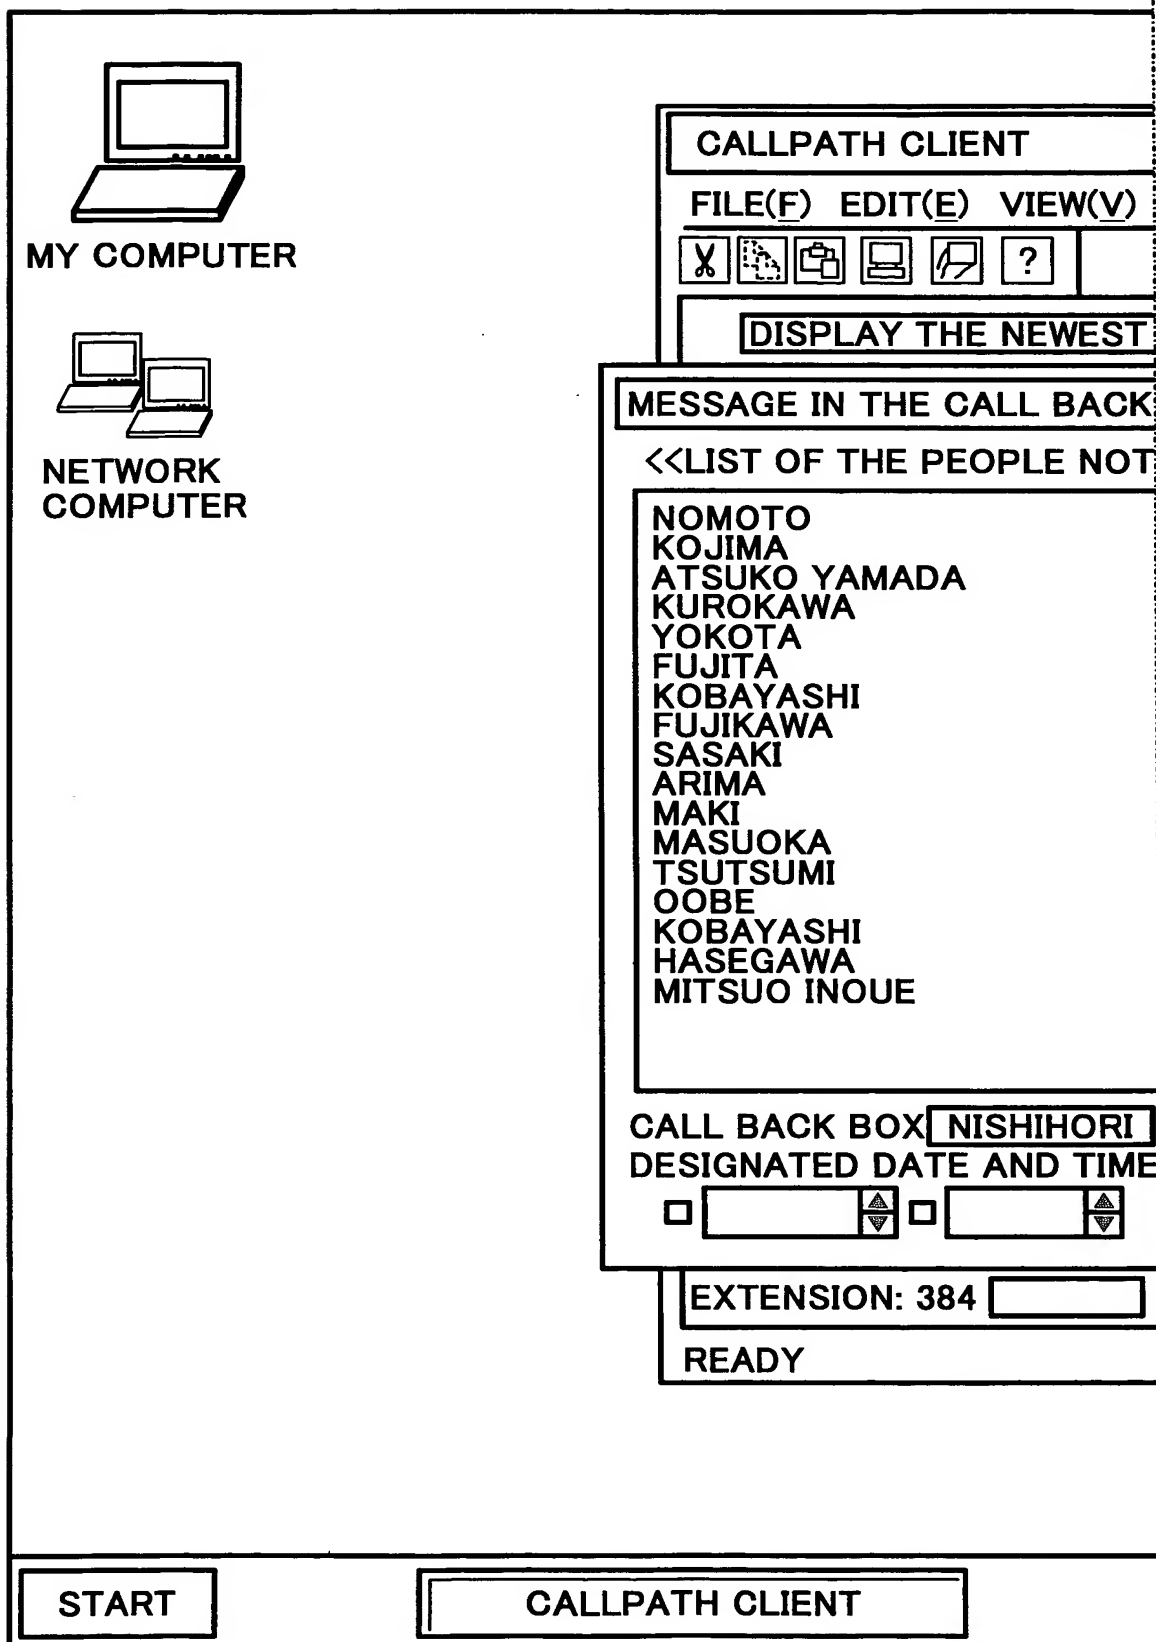 MY COMPUTER
NETWORK
COMPUTER
CALLPATH CLIENT
FILE(F) EDIT(E) VIEW(V)
?
DISPLAY THE NEWEST
MESSAGE IN THE CALL BACK
<<LIST OF THE PEOPLE NOT
NOMOTO
KOJIMA
ATSUKO YAMADA
KUROKAWA
YOKOTA
FUJITA
KOBAYASHI
FUJIKAWA
SASAKI
ARIMA
MAKI
MASUOKA
TSUTSUMI
OOBE
KOBAYASHI
HASEGAWA
MITSUO INOUE
CALL BACK BOX NISHIHORI
DESIGNATED DATE AND TIME
EXTENSION: 384
READY
START
CALLPATH CLIENT